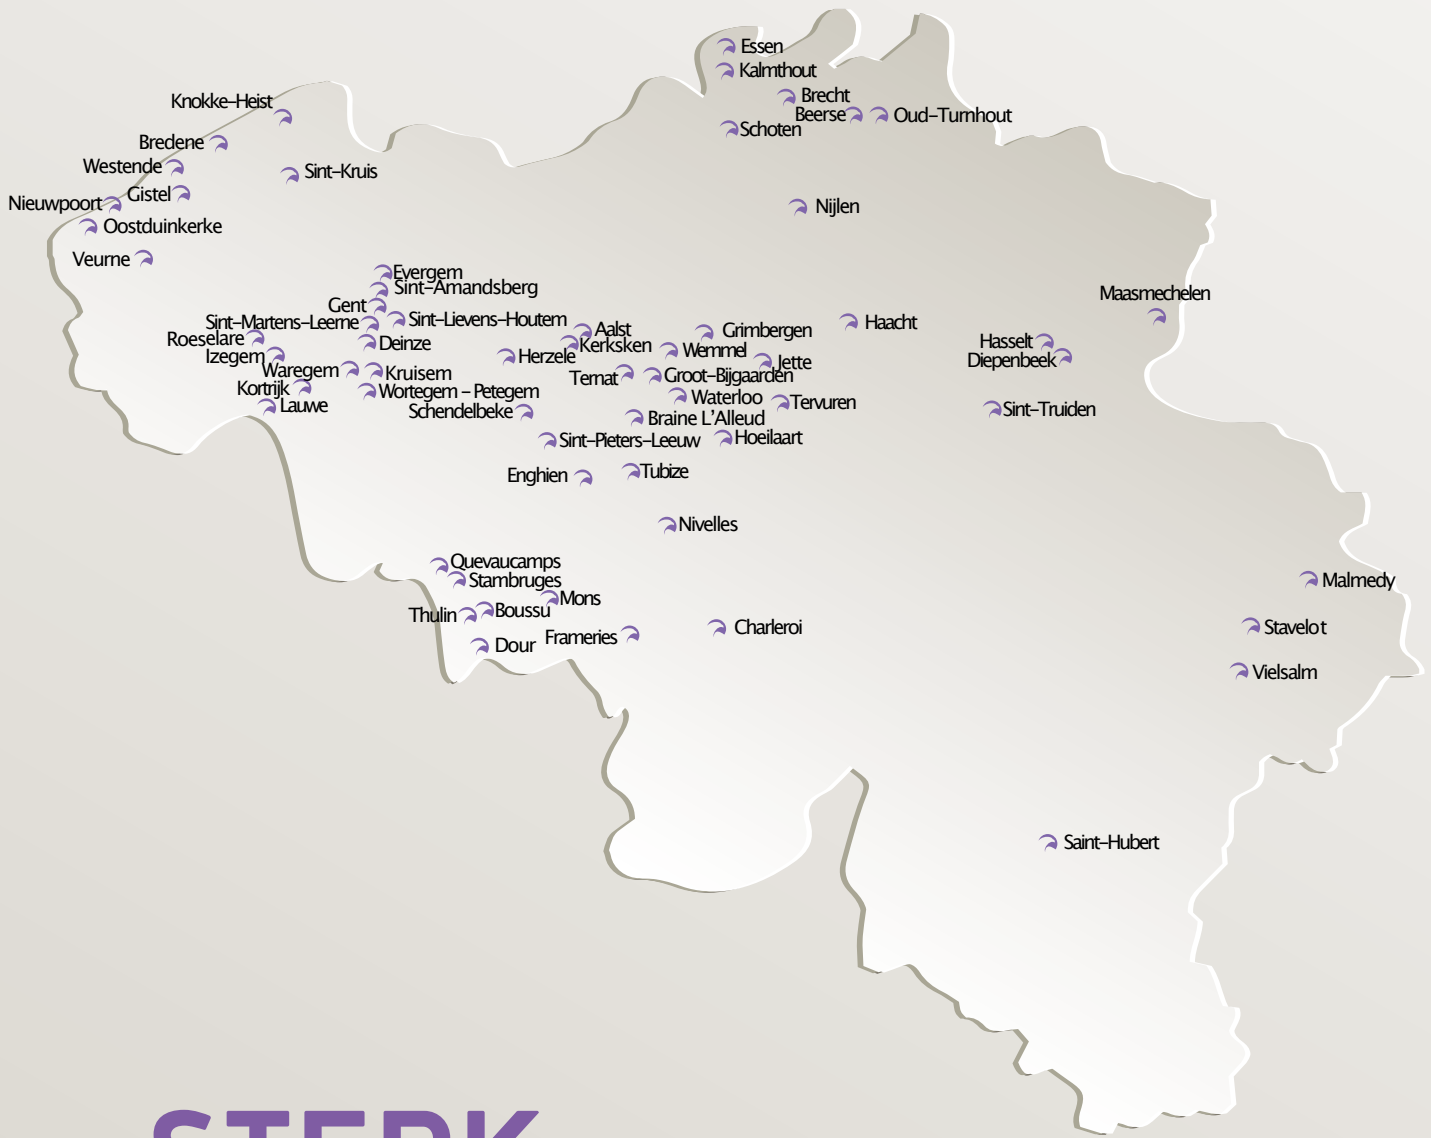 Essen
Kalmthout
Brecht
Knokke-Heist
Beerse
Oud-Turnhout
Schoten
Bredene
Westende
Sint-Kruis
Gistel
Nieuwpoort
Nijlen
Oostduinkerke
Veurne
Evergem
Sint-Amandsberg
Maasmechelen
Gent
Sint-Martens-Leerne
Sint-Lievens-Houtem
Haacht
Aalst
Grimbergen
Roeselare
Deinze
Kerksken
Hasselt
Izegem
Herzele
Wemmel
Jette
Diepenbeek
Waregem
Kruisem
Ternat
Groot-Bijgaarden
Kortrijk
Wortegem - Petegem
Waterloo
Tervuren
Lauwe
Schendelbeke
Braine L'Alleud
Sint-Truiden
Sint-Pieters-Leeuw
Hoeilaart
Enghien
Tubize
Nivelles
Quevaucamps
Stambruges
Malmedy
Mons
Thulin
Boussu
Charleroi
Stavelot
Frameries
Dour
Vielsalm
Saint-Hubert
STERK